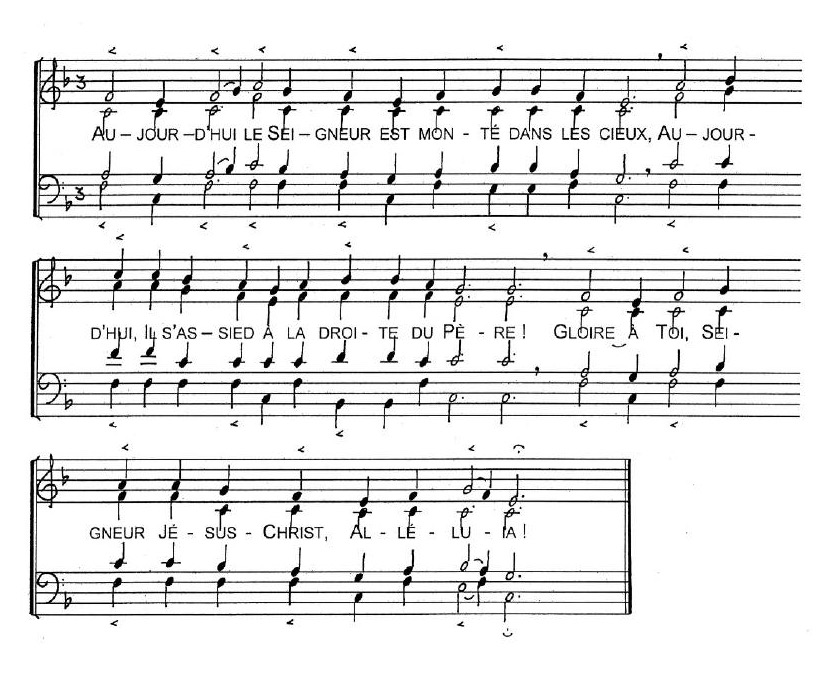 AU – JOUR – D'HUI LE SEI – GNEUR EST MON - TÉ DANS LES CIEUX, AU – JOUR -
D'HUI, IL S'AS – SIED À LA DROI - TE DU PÈ - RE ! GLOIRE À TOI, SEI -
GNEUR JÉ - SUS - CHRIST, AL - LÉ - LU - IA !